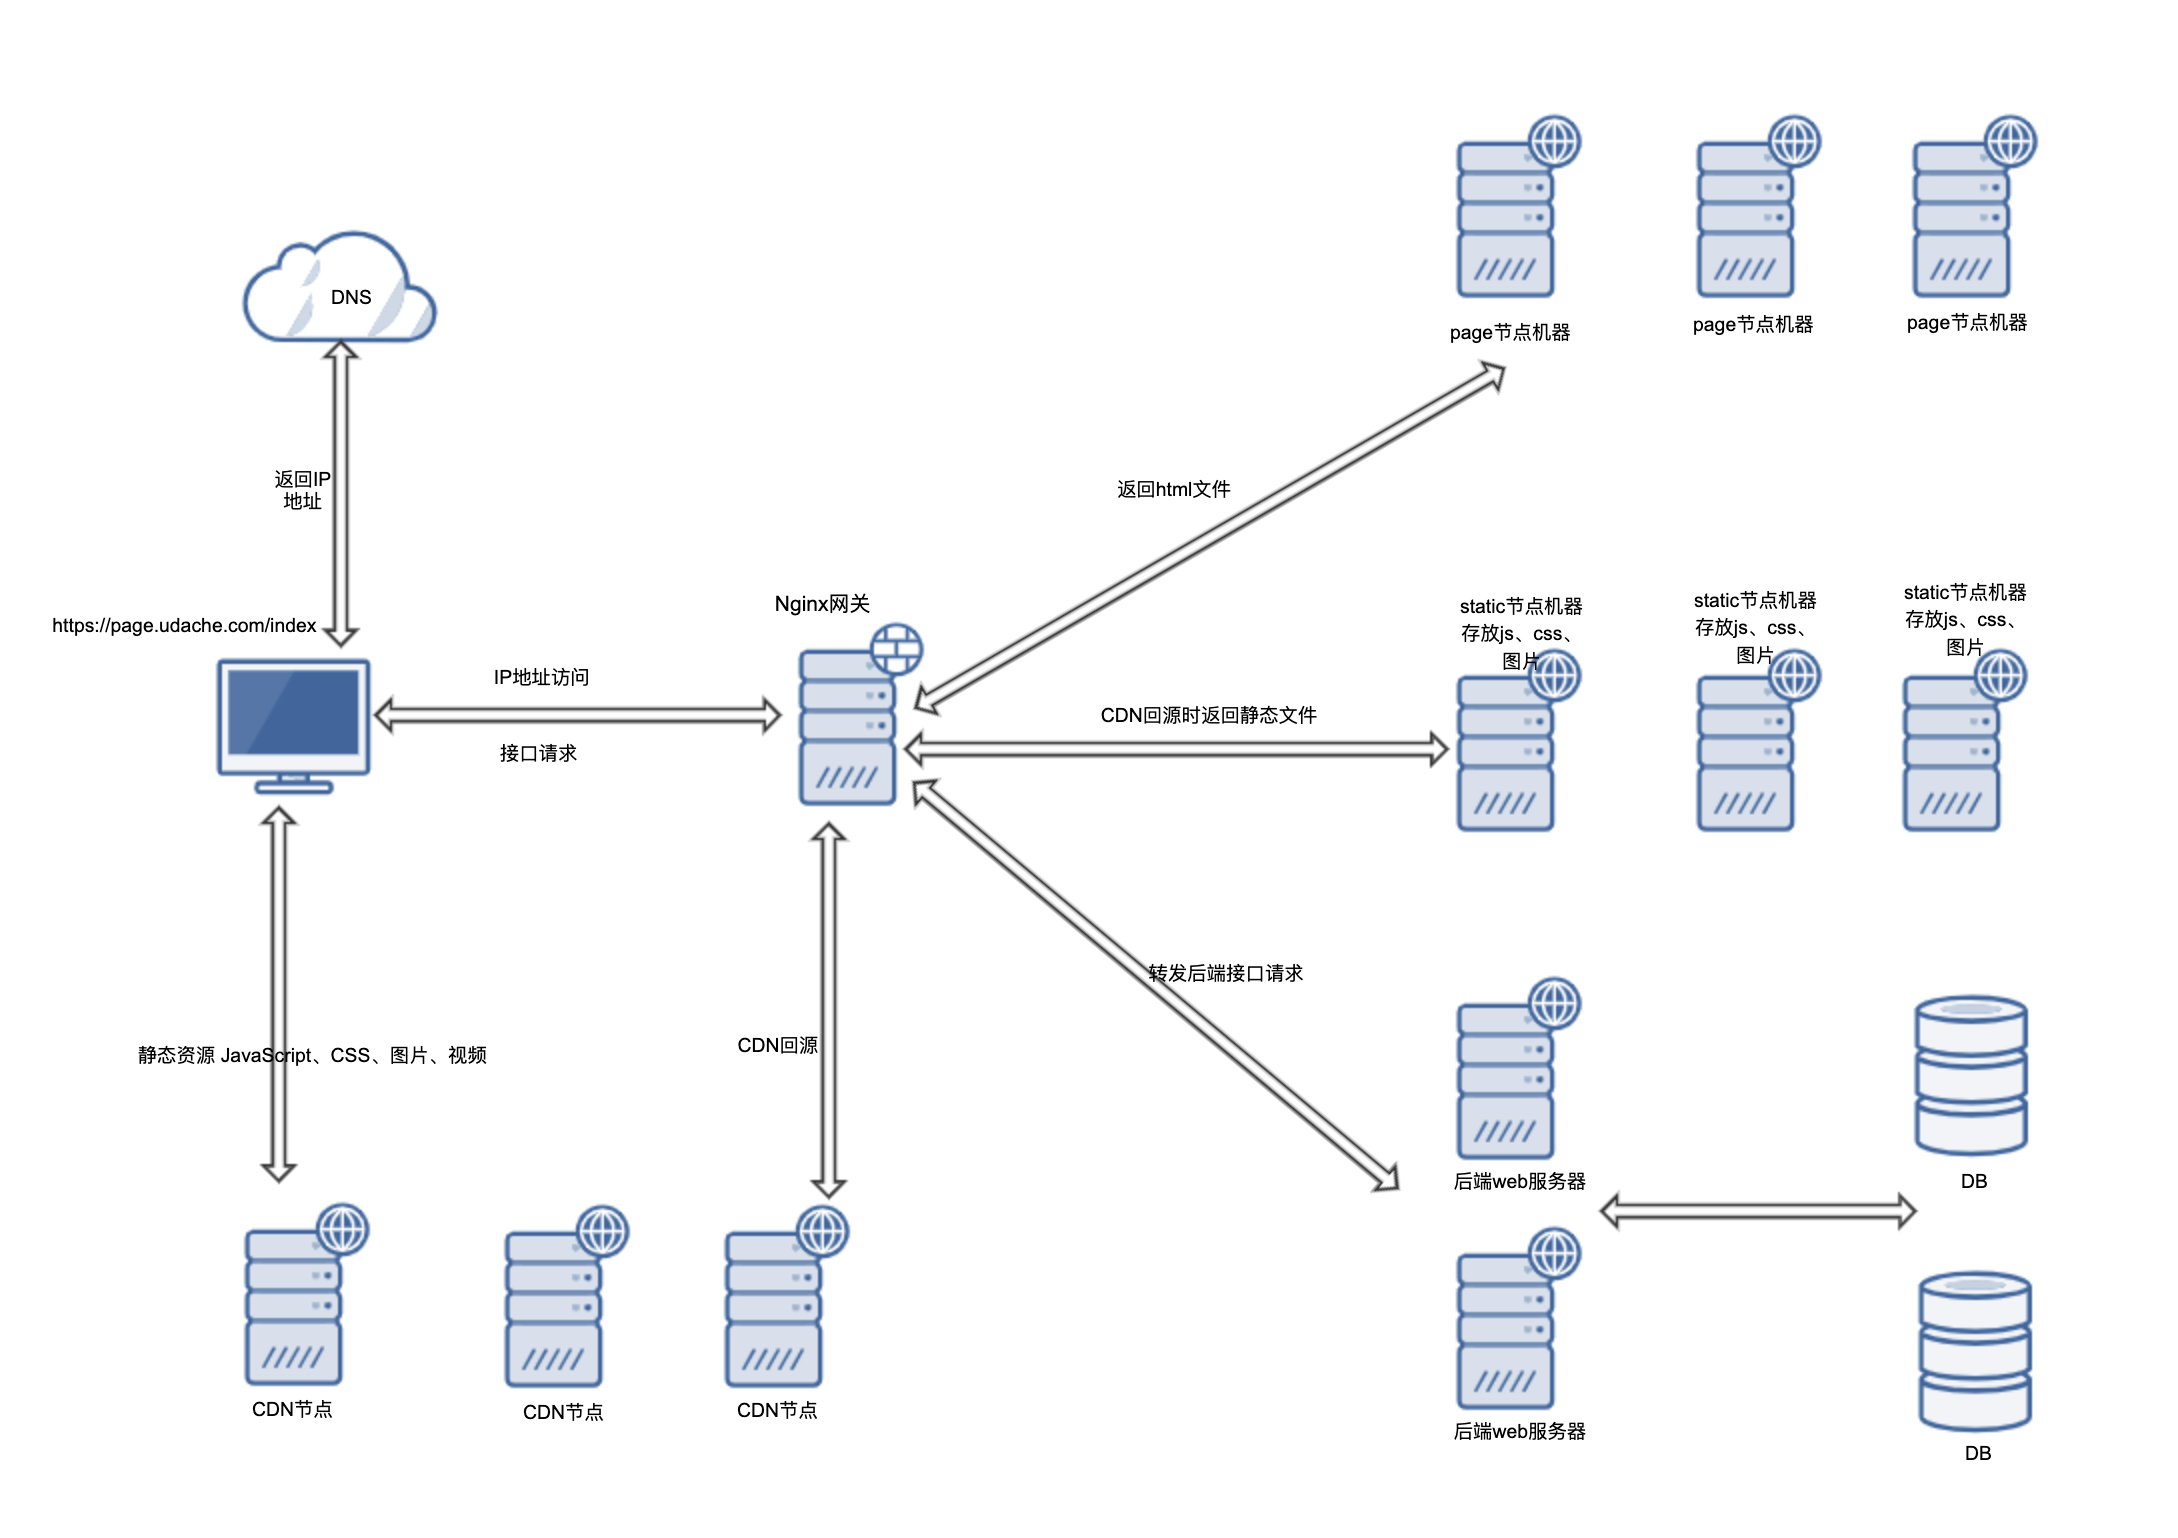 page节点机器
page节点机器
page节点机器
DNS
返回IP
地址
返回html文件
https://page.udache.com/index
Nginx网关
static节点机器
存放js、css、
图片
static节点机器
存放js、css、
图片
static节点机器
存放js、css、
图片
IP地址访问
接口请求
CDN回源时返回静态文件
转发后端接口请求
静态资源 JavaScript、CSS、图片、视频
CDN回源
后端web服务器
DB
CDN节点
CDN节点
CDN节点
后端web服务器
DB